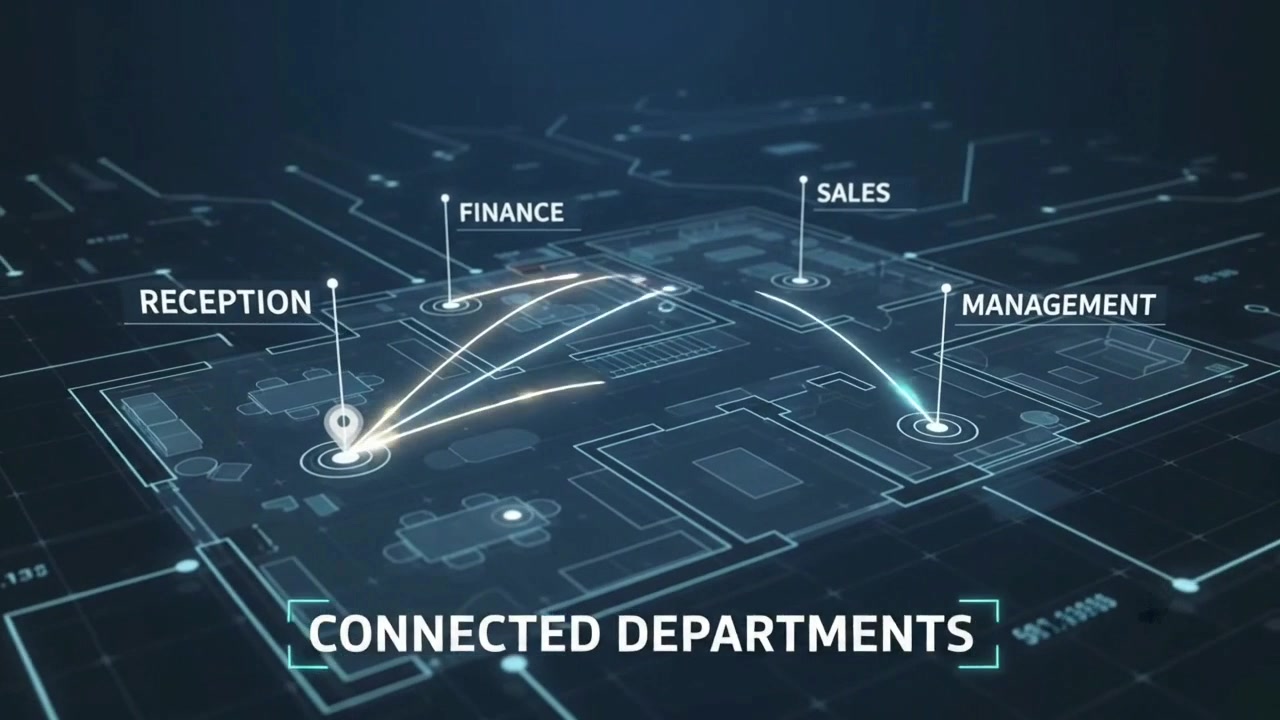 SALES
FINANCE
RECEPTION
MANAGEMENT
CONNECTED DEPARTMENTS